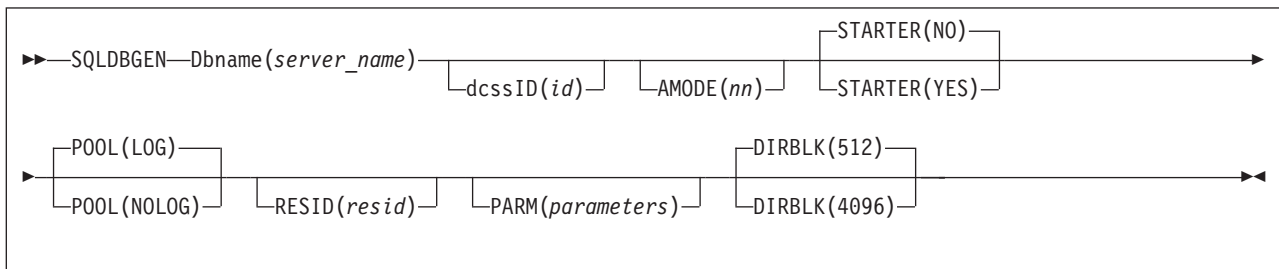 STARTER(NO)
SQLDBGEN Dbname(server_name)
dcssID(id) AMODE(nn) STARTER(YES)
POOL(LOG) DIRBLK(512)
POOL(NOLOG) RESID(resid) PARM(parameters) DIRBLK(4096)